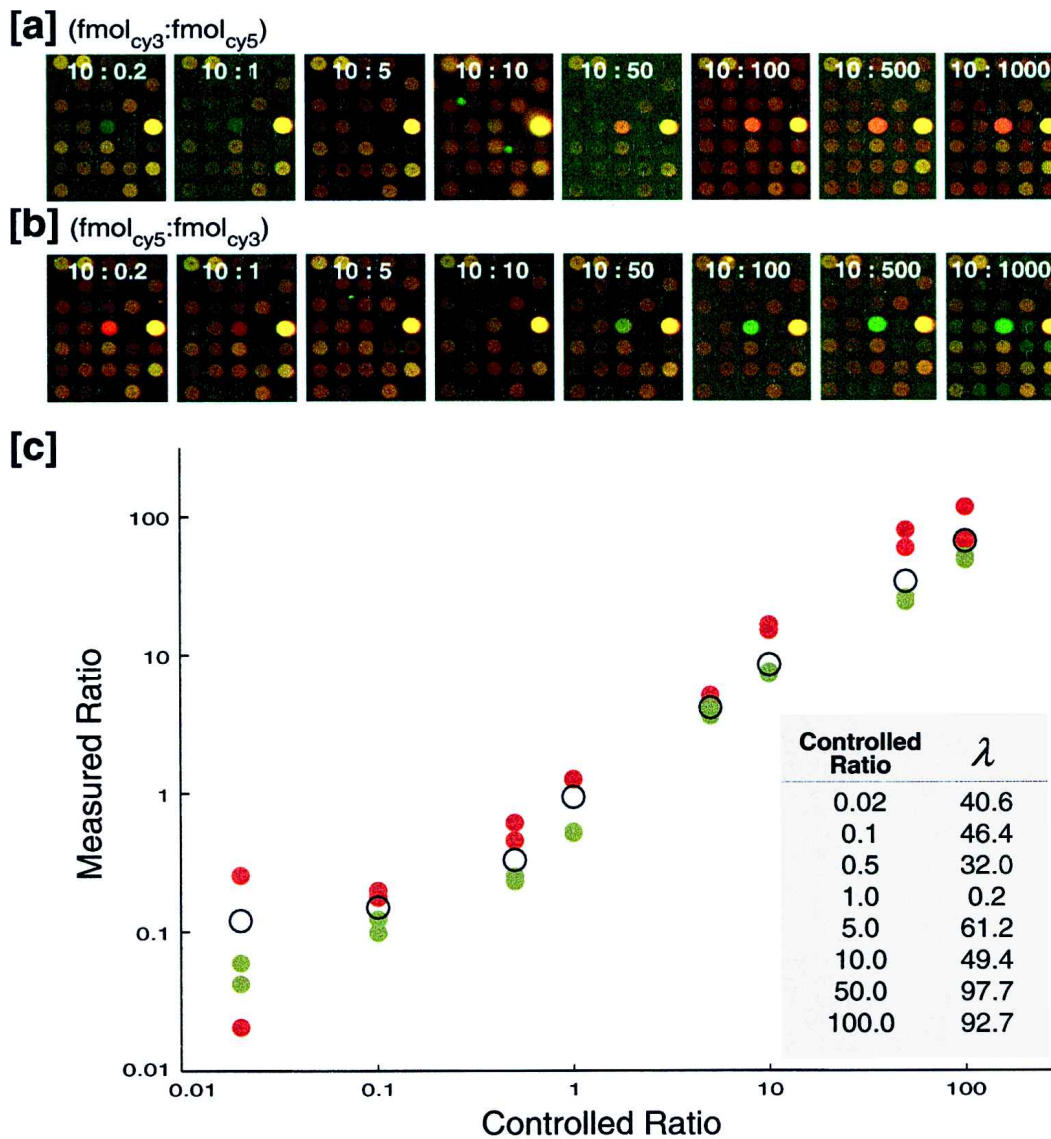 [a] (fmol_cy3:fmol_cy5)
10 : 0.2 10 : 1 10 : 5 10 : 10 10 : 50 10 : 100 10 : 500 10 : 1000
[b] (fmol_cy5:fmol_cy3)
10 : 0.2 10 : 1 10 : 5 10 : 10 10 : 50 10 : 100 10 : 500 10 : 1000
[c]
Measured Ratio
100
10
1
0.1
0.01
0.01 0.1 1 10 100
Controlled Ratio
Controlled Ratio λ
0.02 40.6
0.1 46.4
0.5 32.0
1.0 0.2
5.0 61.2
10.0 49.4
50.0 97.7
100.0 92.7